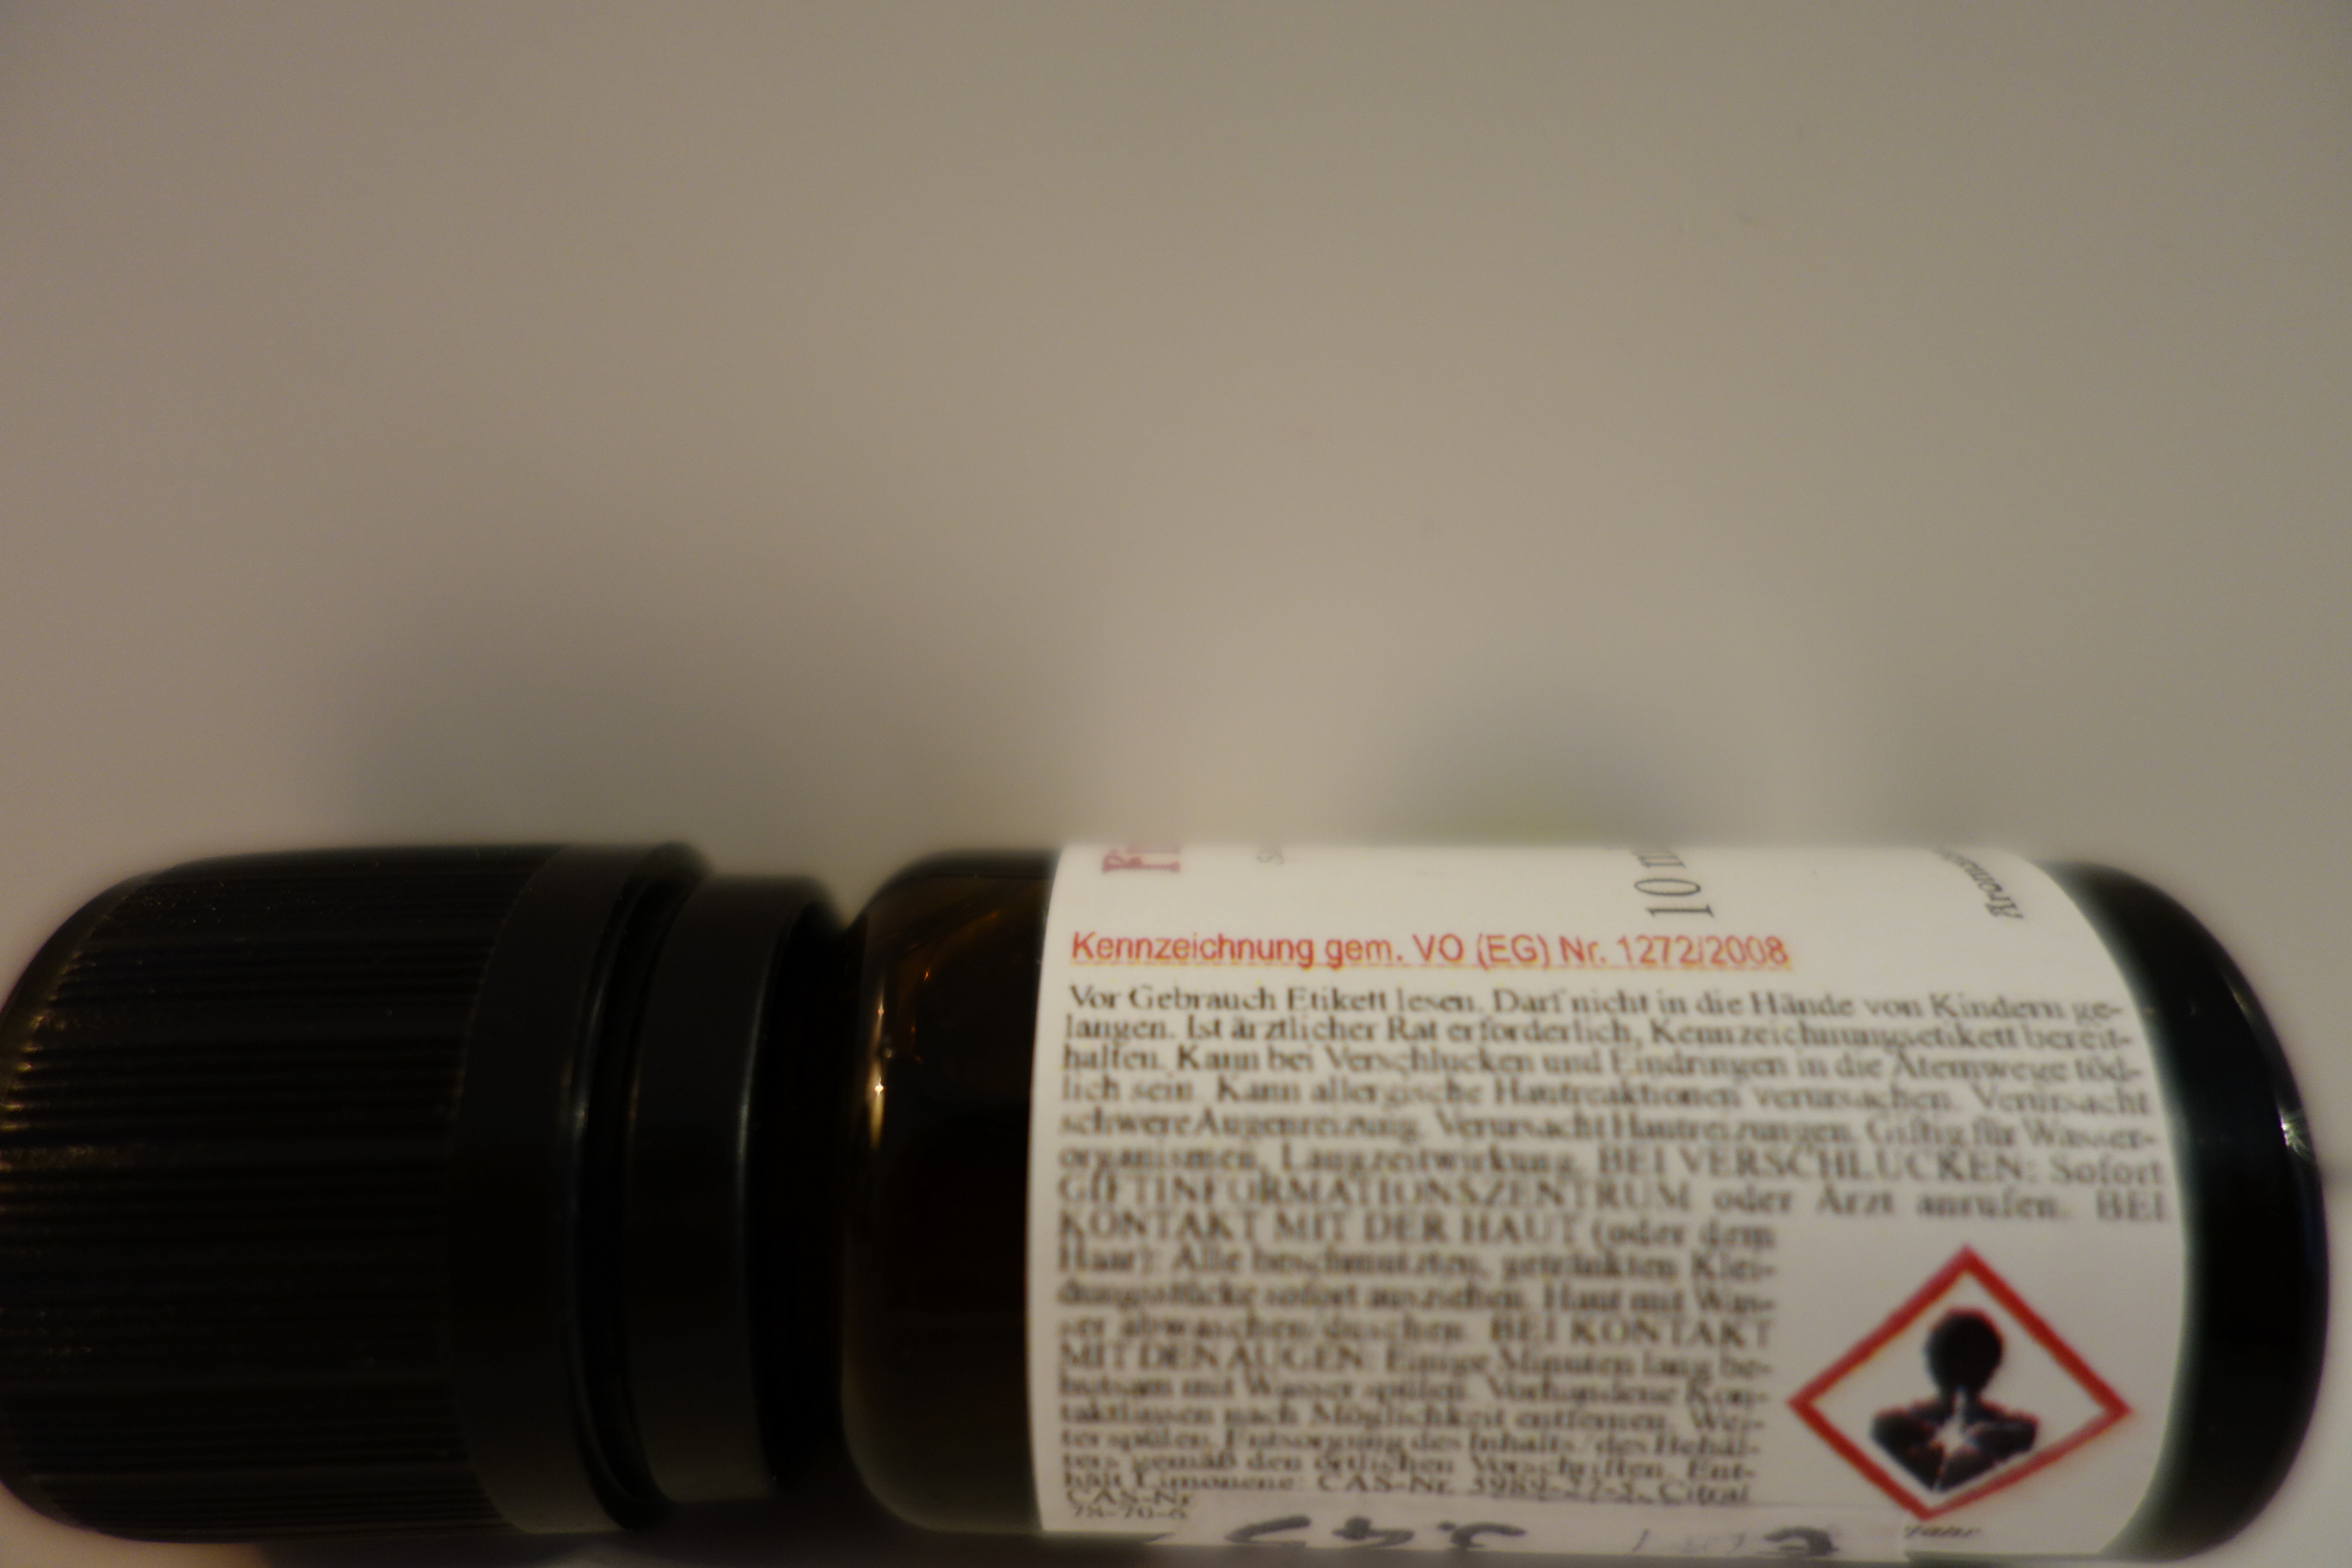 10
Kennzeichnung gem. VO (EG) Nr. 1272/2008
Vor Gebrauch Etikett lesen. Darf nicht in die Hände von Kindern ge-
langen. Ist ärztlicher Rat erforderlich, Kennzeichnungsetikett bereit-
halten. Kann bei Verschlucken und Eindringen in die Atemwege töd-
lich sein. Kann allergische Hautreaktionen verursachen. Verursacht
schwere Augenreizung. Verursacht Hautreizungen. Giftig für Wasser-
organismen, Langzeitwirkung. BEI VERSCHLUCKEN: Sofort
GIFTINFORMATIONSZENTRUM oder Arzt anrufen. BEI
KONTAKT MIT DER HAUT (oder dem
Haar): Alle beschmutzten, getränkten Klei-
dungsstücke sofort ausziehen. Haut mit Was-
ser abwaschen/duschen. BEI KONTAKT
MIT DEN AUGEN: Einige Minuten lang be-
hutsam mit Wasser spülen. Vorhandene Kon-
taktlinsen nach Möglichkeit entfernen. Wei-
ter spülen. Entsorgung des Inhalts / des Behäl-
ters gemäß den örtlichen Vorschriften. Ent-
hält Limonene: CAS-Nr. 5989-27-5, Citral
CAS-Nr
78-70-6